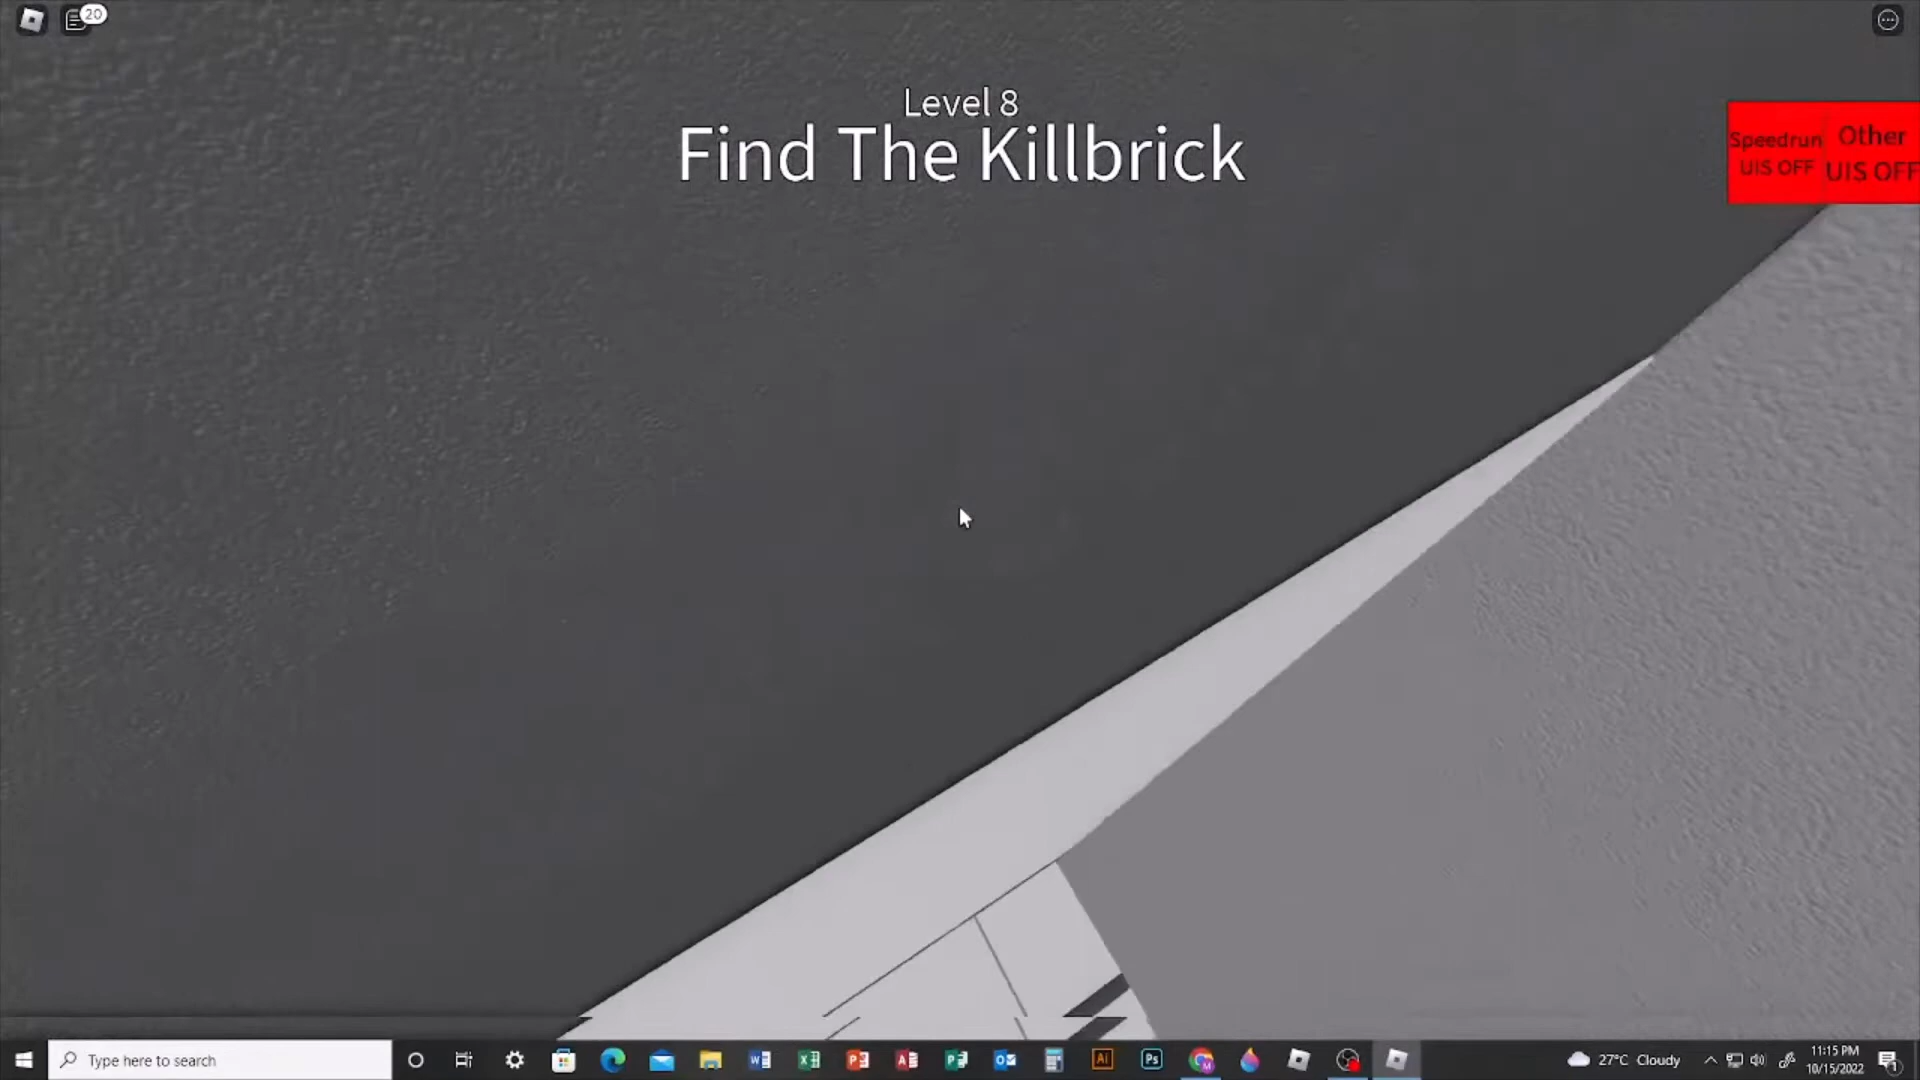 20
Level 8
Find The Killbrick
Speedrun
UIS OFF
Other
UIS OFF
Type here to search
27°C Cloudy
11:15 PM
10/15/2022
1